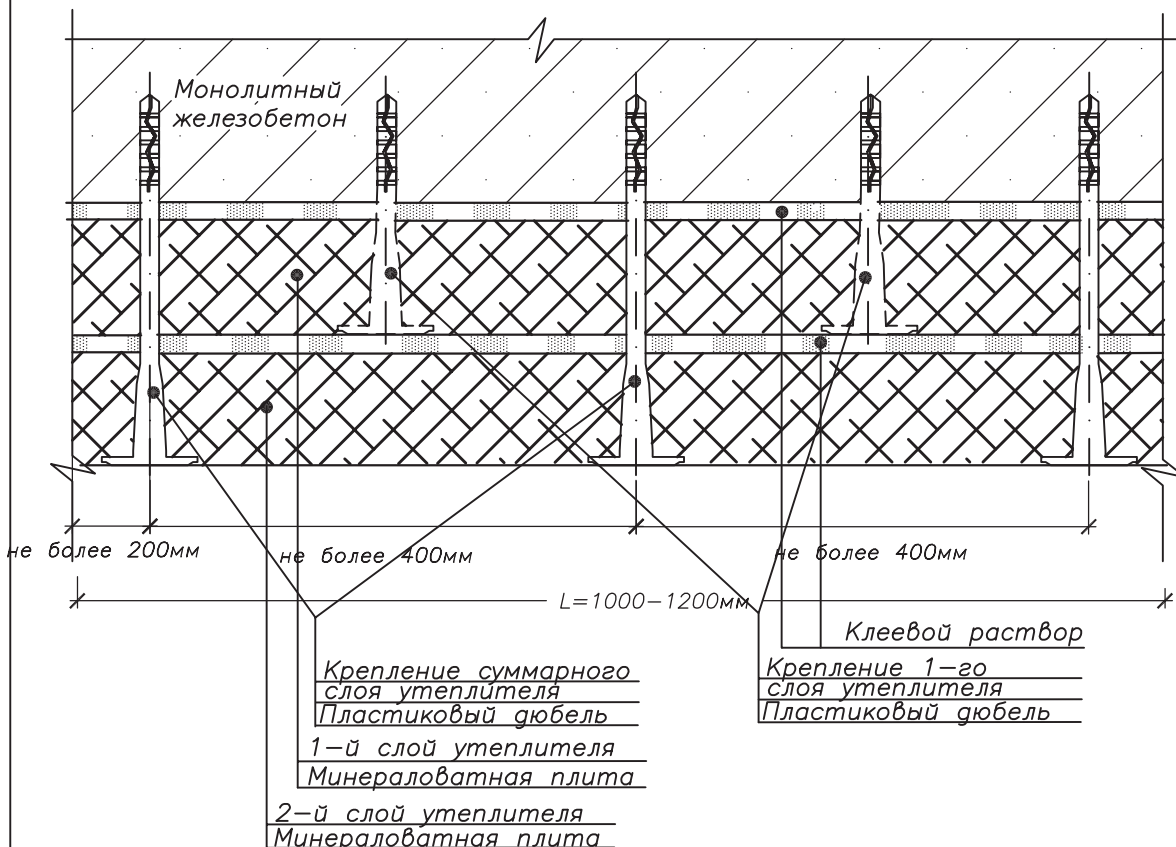 Монолитный
железобетон
не более 200мм
не более 400мм
не более 400мм
L=1000-1200мм
Клеевой раствор
Крепление суммарного
слоя утеплителя
Пластиковый дюбель
Крепление 1-го
слоя утеплителя
Пластиковый дюбель
1-й слой утеплителя
Минераловатная плита
2-й слой утеплителя
Минераловатная плита